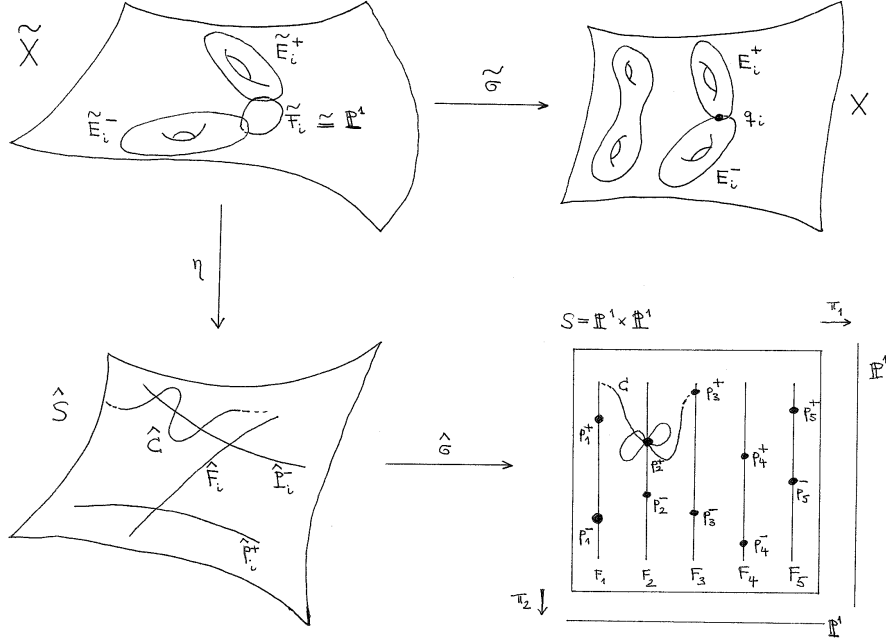 X̃
Ẽᵢ⁺
Ẽᵢ⁻
F̃ᵢ ≅ ℙ¹
σ̃
Eᵢ⁺
qᵢ
Eᵢ⁻
X
η
S = ℙ¹ × ℙ¹
π₁
ℙ¹
Ŝ
Ĉ
F̂ᵢ
P̂ᵢ⁻
P̂ᵢ⁺
σ̂
C
P₁⁺
P₂⁺
P₃⁺
P₄⁺
P₅⁺
P₁⁻
P₂⁻
P₃⁻
P₄⁻
P₅⁻
F₁ F₂ F₃ F₄ F₅
π₂
ℙ¹